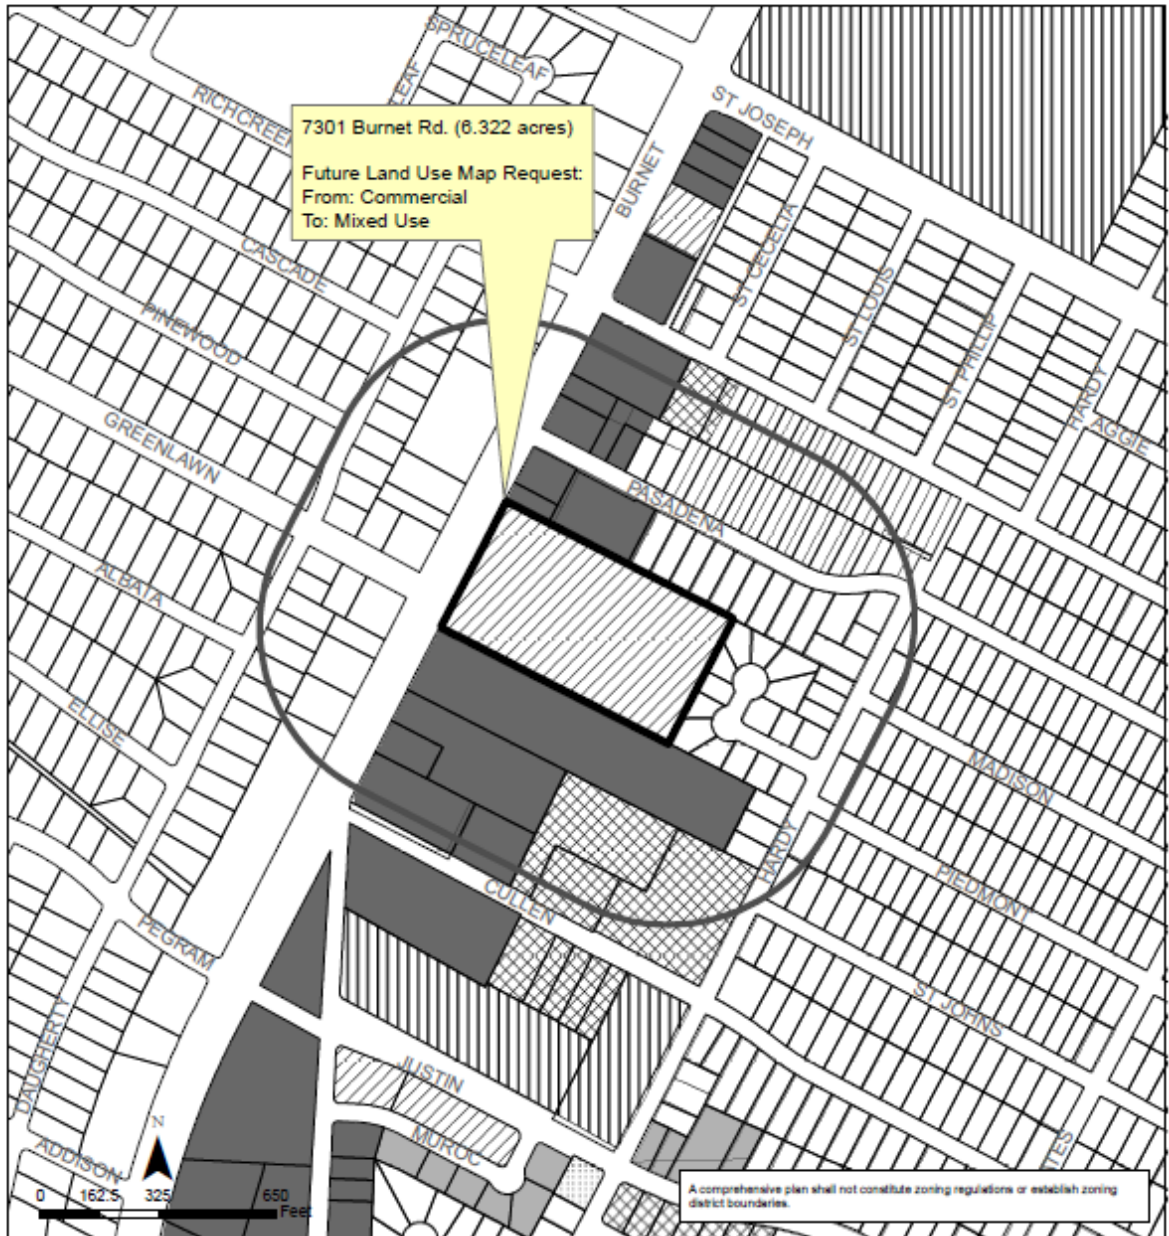 SPRUCELEAF
LEAF
RICHCREE
ST JOSEPH
7301 Burnet Rd. (6.322 acres)
Future Land Use Map Request:
From: Commercial
To: Mixed Use
BURNET
CASCADE
ST CECELIA
ST LOUIS
PINEWOOD
ST PHILLIP
HARDY
AGGIE
GREENLAWN
PASADENA
ALBATA
ELLISE
MADISON
HARDY
PIEDMONT
CULLEN
PEGRAM
ST JOHNS
DAUGHERTY
JUSTIN
MUROC
ATES
ADDISON
N
0 162.5 325 650
Feet
A comprehensive plan shall not constitute zoning regulations or establish zoning
district boundaries.